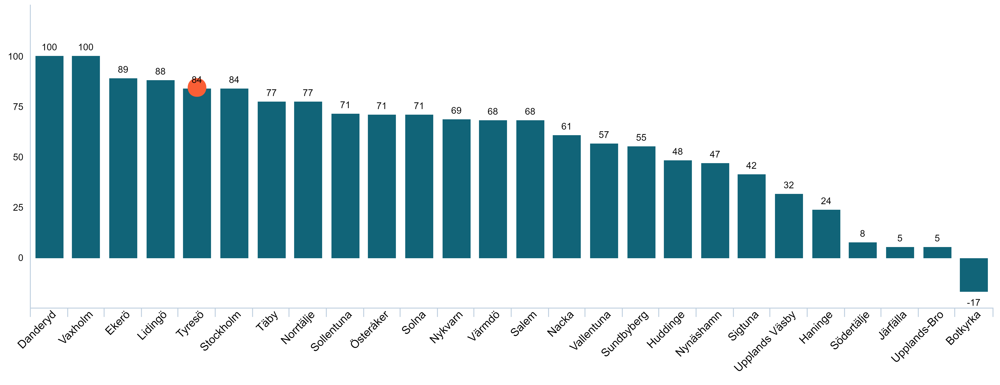 100
75
50
25
0
100
100
89
88
84
84
77
77
71
71
71
69
68
68
61
57
55
48
47
42
32
24
8
5
5
-17
Danderyd
Vaxholm
Ekerö
Lidingö
Tyresö
Stockholm
Täby
Norrtälje
Sollentuna
Österåker
Solna
Nykvarn
Värmdö
Salem
Nacka
Vallentuna
Sundbyberg
Huddinge
Nynäshamn
Sigtuna
Upplands Väsby
Haninge
Södertälje
Järfälla
Upplands-Bro
Botkyrka